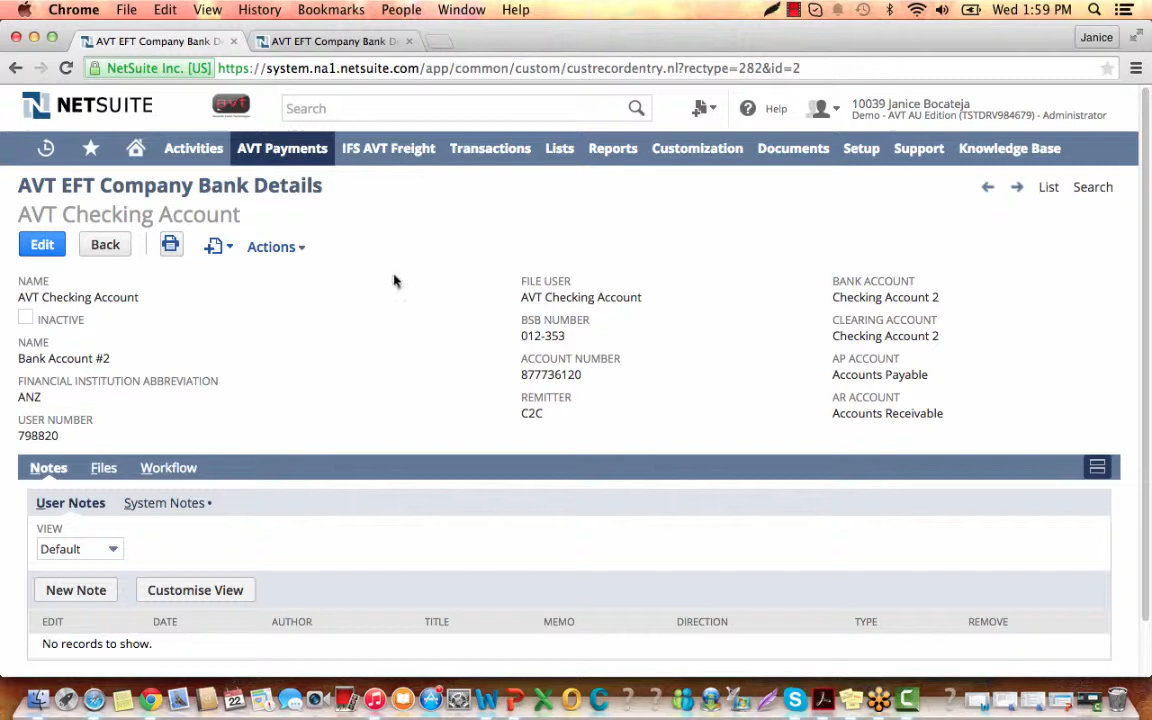 Chrome File Edit View History Bookmarks People Window Help Wed 1:59 PM
AVT EFT Company Bank D AVT EFT Company Bank D Janice
NetSuite Inc. [US] https://system.na1.netsuite.com/app/common/custom/custrecordentry.nl?rectype=282&id=2
NETSUITE avt Search Help 10039 Janice Bocateja
Demo - AVT AU Edition (TSTDRV984679) - Administrator
Activities AVT Payments IFS AVT Freight Transactions Lists Reports Customization Documents Setup Support Knowledge Base
AVT EFT Company Bank Details List Search
AVT Checking Account
Edit Back Actions
NAME FILE USER BANK ACCOUNT
AVT Checking Account AVT Checking Account Checking Account 2
INACTIVE BSB NUMBER CLEARING ACCOUNT
012-353 Checking Account 2
NAME ACCOUNT NUMBER AP ACCOUNT
Bank Account #2 877736120 Accounts Payable
FINANCIAL INSTITUTION ABBREVIATION REMITTER AR ACCOUNT
ANZ C2C Accounts Receivable
USER NUMBER
798820
Notes Files Workflow
User Notes System Notes •
VIEW
Default
New Note Customise View
EDIT DATE AUTHOR TITLE MEMO DIRECTION TYPE REMOVE
No records to show.